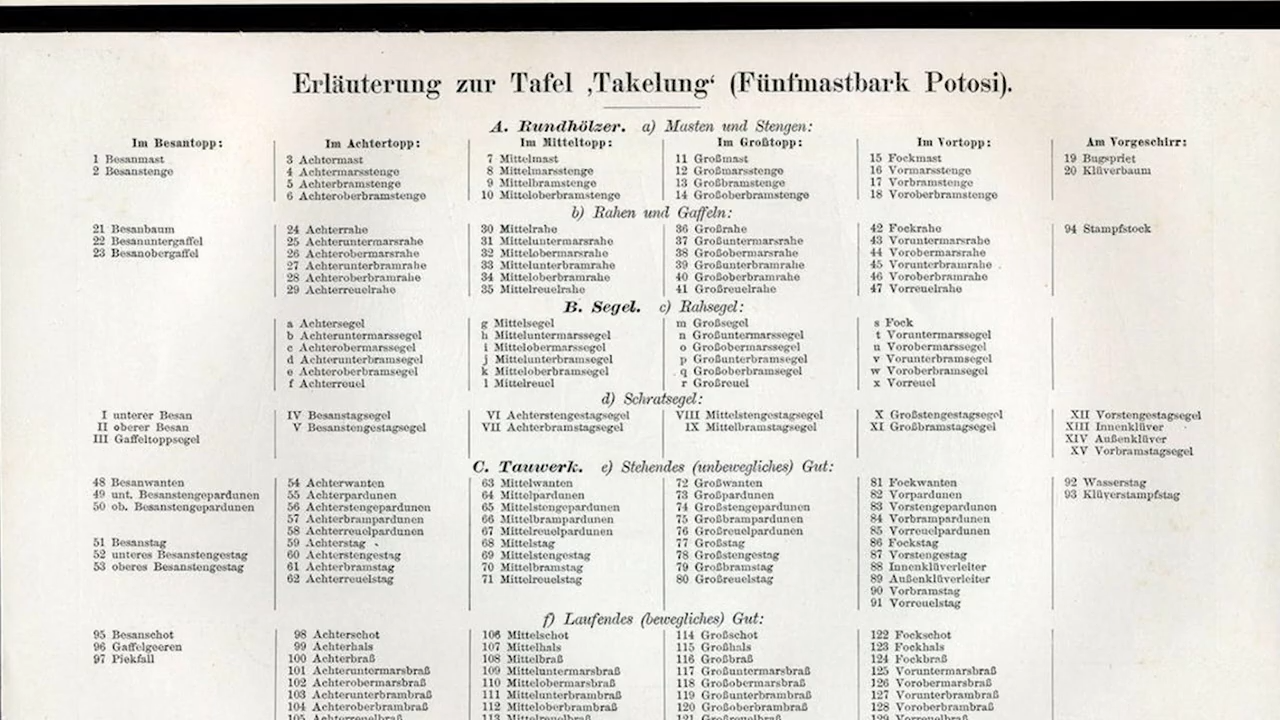 Erläuterung zur Tafel ‚Takelung‘ (Fünfmastbark Potosi).
A. Rundhölzer. a) Masten und Stengen:
Im Besantopp:
1 Besanmast
2 Besanstenge
Im Achtertopp:
3 Achtermast
4 Achtermarsstenge
5 Achterbramstenge
6 Achteroberbramstenge
Im Mitteltopp:
7 Mittelmast
8 Mittelmarsstenge
9 Mittelbramstenge
10 Mitteloberbramstenge
Im Großtopp:
11 Großmast
12 Großmarsstenge
13 Großbramstenge
14 Großoberbramstenge
Im Vortopp:
15 Fockmast
16 Vormarsstenge
17 Vorbramstenge
18 Voroberbramstenge
Am Vorgeschirr:
19 Bugspriet
20 Klüverbaum
b) Rahen und Gaffeln:
21 Besanbaum
22 Besanuntergaffel
23 Besanobergaffel
24 Achterrahe
25 Achteruntermarsrahe
26 Achterobermarsrahe
27 Achterunterbramrahe
28 Achteroberbramrahe
29 Achterreuelrahe
30 Mittelrahe
31 Mitteluntermarsrahe
32 Mittelobermarsrahe
33 Mittelunterbramrahe
34 Mitteloberbramrahe
35 Mittelreuelrahe
36 Großrahe
37 Großuntermarsrahe
38 Großobermarsrahe
39 Großunterbramrahe
40 Großoberbramrahe
41 Großreuelrahe
42 Fockrahe
43 Voruntermarsrahe
44 Vorobermarsrahe
45 Vorunterbramrahe
46 Voroberbramrahe
47 Vorreuelrahe
94 Stampfstock
B. Segel. c) Rahsegel:
a Achtersegel
b Achteruntermarssegel
c Achterobermarssegel
d Achterunterbramsegel
e Achteroberbramsegel
f Achterreuel
g Mittelsegel
h Mitteluntermarssegel
i Mittelobermarssegel
j Mittelunterbramsegel
k Mitteloberbramsegel
l Mittelreuel
m Großsegel
n Großuntermarssegel
o Großobermarssegel
p Großunterbramsegel
q Großoberbramsegel
r Großreuel
s Fock
t Voruntermarssegel
u Vorobermarssegel
v Vorunterbramsegel
w Voroberbramsegel
x Vorreuel
d) Schratsegel:
I unterer Besan
II oberer Besan
III Gaffeltoppsegel
IV Besanstagsegel
V Besanstengestagsegel
VI Achterstengestagsegel
VII Achterbramstagsegel
VIII Mittelstengestagsegel
IX Mittelbramstagsegel
X Großstengestagsegel
XI Großbramstagsegel
XII Vorstengestagsegel
XIII Innenklüver
XIV Außenklüver
XV Vorbramstagsegel
C. Tauwerk. e) Stehendes (unbewegliches) Gut:
48 Besanwanten
49 unt. Besanstengepardunen
50 ob. Besanstengepardunen
51 Besanstag
52 unteres Besanstengestag
53 oberes Besanstengestag
54 Achterwanten
55 Achterpardunen
56 Achterstengepardunen
57 Achterbrampardunen
58 Achterreuelpardunen
59 Achterstag
60 Achterstengestag
61 Achterbramstag
62 Achterreuelstag
63 Mittelwanten
64 Mittelpardunen
65 Mittelstengepardunen
66 Mittelbrampardunen
67 Mittelreuelpardunen
68 Mittelstag
69 Mittelstengestag
70 Mittelbramstag
71 Mittelreuelstag
72 Großwanten
73 Großpardunen
74 Großstengepardunen
75 Großbrampardunen
76 Großreuelpardunen
77 Großstag
78 Großstengestag
79 Großbramstag
80 Großreuelstag
81 Fockwanten
82 Vorpardunen
83 Vorstengepardunen
84 Vorbrampardunen
85 Vorreuelpardunen
86 Fockstag
87 Vorstengestag
88 Innenklüverleiter
89 Außenklüverleiter
90 Vorbramstag
91 Vorreuelstag
92 Wasserstag
93 Klüverstampfstag
f) Laufendes (bewegliches) Gut:
95 Besanschot
96 Gaffelgeeren
97 Piekfall
98 Achterschot
99 Achterhals
100 Achterbraß
101 Achteruntermarsbraß
102 Achterobermarsbraß
103 Achterunterbrambraß
104 Achteroberbrambraß
105 Achterreuelbraß
106 Mittelschot
107 Mittelhals
108 Mittelbraß
109 Mitteluntermarsbraß
110 Mittelobermarsbraß
111 Mittelunterbrambraß
112 Mitteloberbrambraß
113 Mittelreuelbraß
114 Großschot
115 Großhals
116 Großbraß
117 Großuntermarsbraß
118 Großobermarsbraß
119 Großunterbrambraß
120 Großoberbrambraß
121 Großreuelbraß
122 Fockschot
123 Fockhals
124 Fockbraß
125 Voruntermarsbraß
126 Vorobermarsbraß
127 Vorunterbrambraß
128 Voroberbrambraß
129 Vorreuelbraß